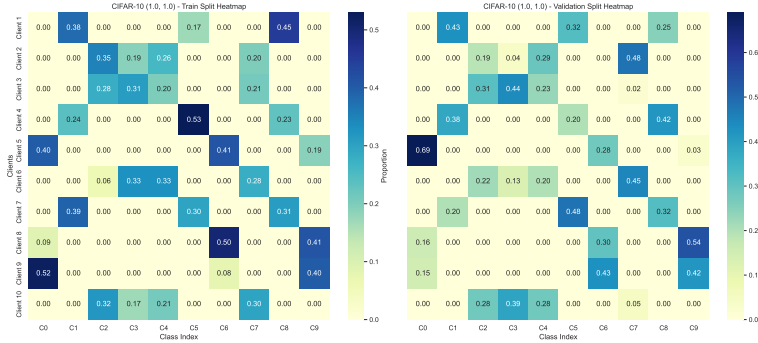 CIFAR-10 (1.0, 1.0) - Train Split Heatmap
Client 1 0.00 0.38 0.00 0.00 0.00 0.17 0.00 0.00 0.45 0.00
Client 2 0.00 0.00 0.35 0.19 0.26 0.00 0.00 0.20 0.00 0.00
Client 3 0.00 0.00 0.28 0.31 0.20 0.00 0.00 0.21 0.00 0.00
Client 4 0.00 0.24 0.00 0.00 0.00 0.53 0.00 0.00 0.23 0.00
Client 5 0.40 0.00 0.00 0.00 0.00 0.00 0.41 0.00 0.00 0.19
Client 6 0.00 0.00 0.06 0.33 0.33 0.00 0.00 0.28 0.00 0.00
Client 7 0.00 0.39 0.00 0.00 0.00 0.30 0.00 0.00 0.31 0.00
Client 8 0.09 0.00 0.00 0.00 0.00 0.00 0.50 0.00 0.00 0.41
Client 9 0.52 0.00 0.00 0.00 0.00 0.00 0.08 0.00 0.00 0.40
Client 10 0.00 0.00 0.32 0.17 0.21 0.00 0.00 0.30 0.00 0.00
C0 C1 C2 C3 C4 C5 C6 C7 C8 C9
Class Index
Clients
0.5
0.4
0.3
0.2
0.1
0.0
Proportion
CIFAR-10 (1.0, 1.0) - Validation Split Heatmap
0.00 0.43 0.00 0.00 0.00 0.32 0.00 0.00 0.25 0.00
0.00 0.00 0.19 0.04 0.29 0.00 0.00 0.48 0.00 0.00
0.00 0.00 0.31 0.44 0.23 0.00 0.00 0.02 0.00 0.00
0.00 0.38 0.00 0.00 0.00 0.20 0.00 0.00 0.42 0.00
0.69 0.00 0.00 0.00 0.00 0.00 0.28 0.00 0.00 0.03
0.00 0.00 0.22 0.13 0.20 0.00 0.00 0.45 0.00 0.00
0.00 0.20 0.00 0.00 0.00 0.48 0.00 0.00 0.32 0.00
0.16 0.00 0.00 0.00 0.00 0.00 0.30 0.00 0.00 0.54
0.15 0.00 0.00 0.00 0.00 0.00 0.43 0.00 0.00 0.42
0.00 0.00 0.28 0.39 0.28 0.00 0.00 0.05 0.00 0.00
C0 C1 C2 C3 C4 C5 C6 C7 C8 C9
Class Index
0.6
0.5
0.4
0.3
0.2
0.1
0.0